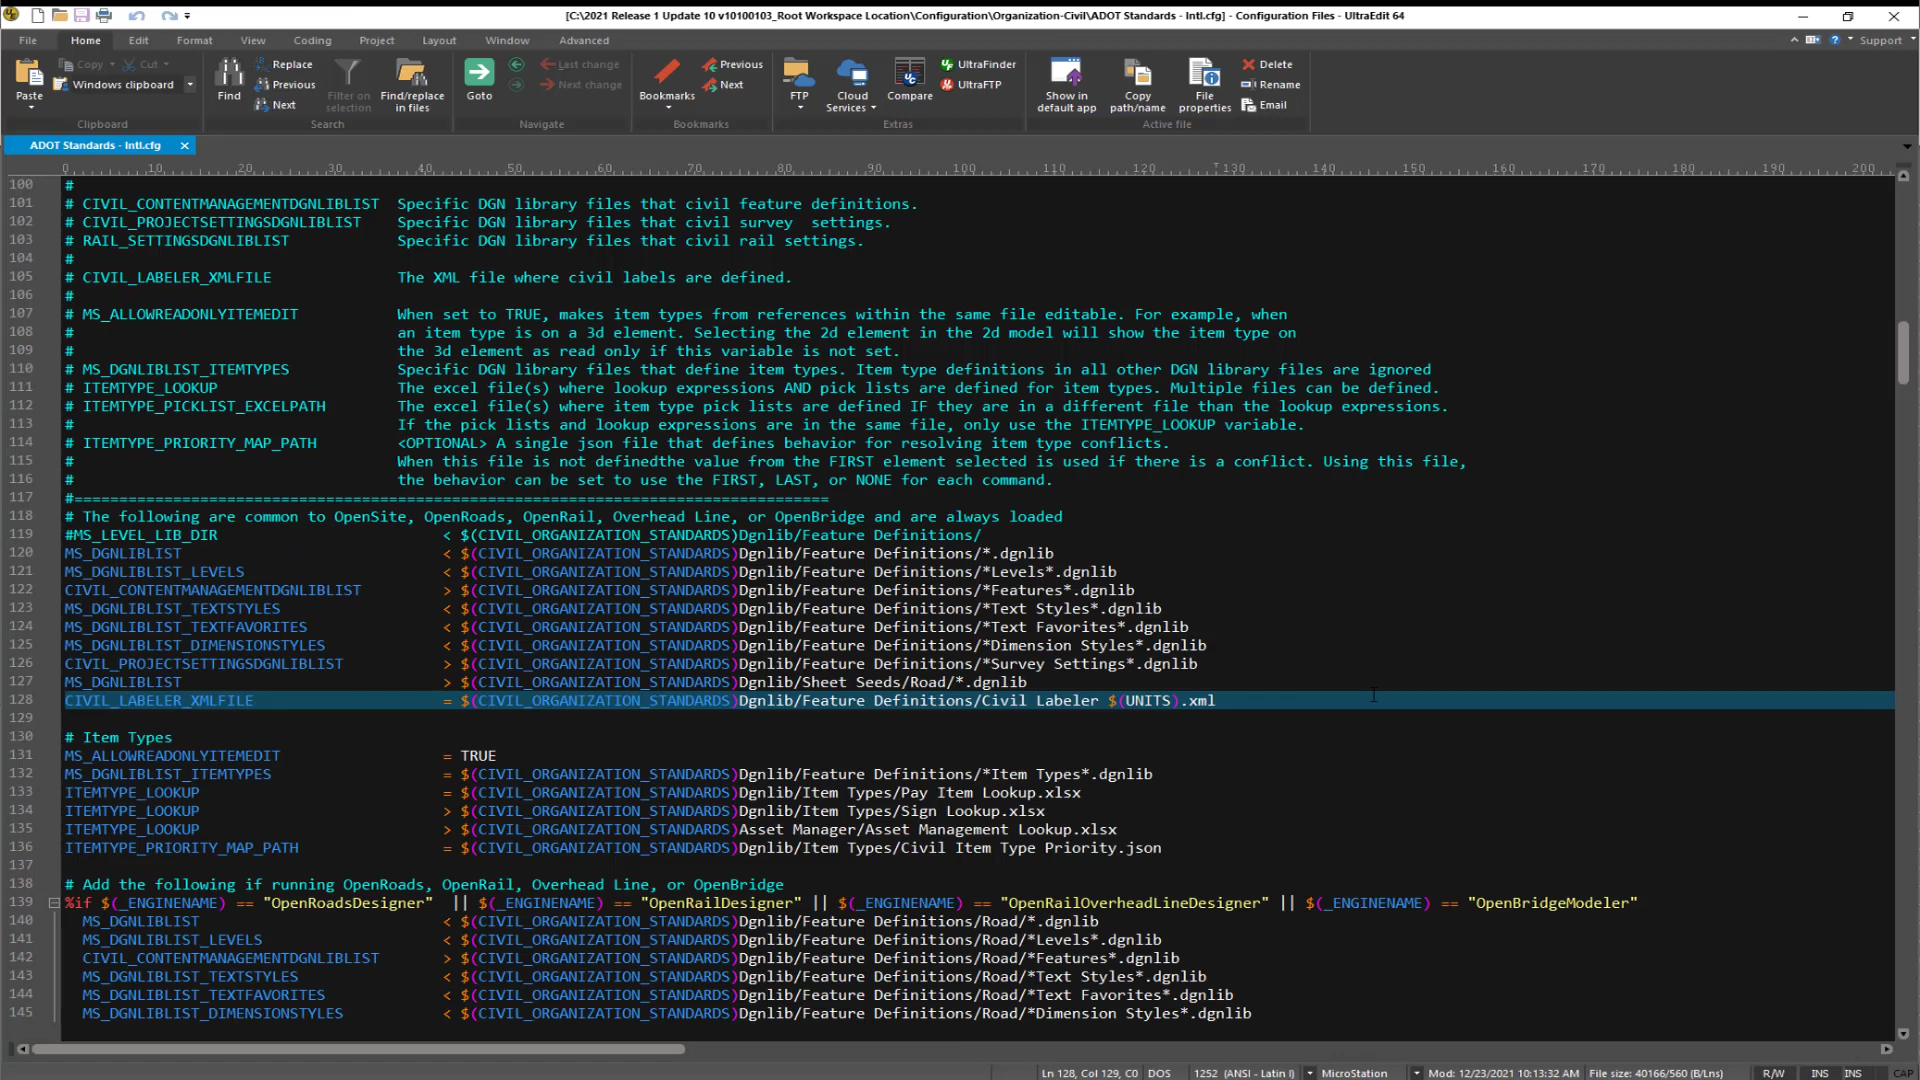 [C:\2021 Release 1 Update 10 v10100103_Root Workspace Location\Configuration\Organization-Civil\ADOT Standards - Intl.cfg] - Configuration Files - UltraEdit 64
File Home Edit Format View Coding Project Layout Window Advanced Support
Paste Copy Cut Windows clipboard Clipboard
Find Replace Previous Next Filter on selection Find/replace in files Search
Goto Last change Next change Navigate
Bookmarks Previous Next Bookmarks
FTP Cloud Services Compare UltraFinder UltraFTP Extras
Show in default app Copy path/name File properties Delete Rename Email Active file
ADOT Standards - Intl.cfg
0 10 20 30 40 50 60 70 80 90 100 110 120 130 140 150 160 170 180 190 200
100 #
101 # CIVIL_CONTENTMANAGEMENTDGNLIBLIST Specific DGN library files that civil feature definitions.
102 # CIVIL_PROJECTSETTINGSDGNLIBLIST Specific DGN library files that civil survey  settings.
103 # RAIL_SETTINGSDGNLIBLIST Specific DGN library files that civil rail settings.
104 #
105 # CIVIL_LABELER_XMLFILE The XML file where civil labels are defined.
106 #
107 # MS_ALLOWREADONLYITEMEDIT When set to TRUE, makes item types from references within the same file editable. For example, when
108 # an item type is on a 3d element. Selecting the 2d element in the 2d model will show the item type on
109 # the 3d element as read only if this variable is not set.
110 # MS_DGNLIBLIST_ITEMTYPES Specific DGN library files that define item types. Item type definitions in all other DGN library files are ignored
111 # ITEMTYPE_LOOKUP The excel file(s) where lookup expressions AND pick lists are defined for item types. Multiple files can be defined.
112 # ITEMTYPE_PICKLIST_EXCELPATH The excel file(s) where item type pick lists are defined IF they are in a different file than the lookup expressions.
113 # If the pick lists and lookup expressions are in the same file, only use the ITEMTYPE_LOOKUP variable.
114 # ITEMTYPE_PRIORITY_MAP_PATH <OPTIONAL> A single json file that defines behavior for resolving item type conflicts.
115 # When this file is not definedthe value from the FIRST element selected is used if there is a conflict. Using this file,
116 # the behavior can be set to use the FIRST, LAST, or NONE for each command.
117 #====================================================================================
118 # The following are common to OpenSite, OpenRoads, OpenRail, Overhead Line, or OpenBridge and are always loaded
119 #MS_LEVEL_LIB_DIR < $(CIVIL_ORGANIZATION_STANDARDS)Dgnlib/Feature Definitions/
120 MS_DGNLIBLIST < $(CIVIL_ORGANIZATION_STANDARDS)Dgnlib/Feature Definitions/*.dgnlib
121 MS_DGNLIBLIST_LEVELS < $(CIVIL_ORGANIZATION_STANDARDS)Dgnlib/Feature Definitions/*Levels*.dgnlib
122 CIVIL_CONTENTMANAGEMENTDGNLIBLIST > $(CIVIL_ORGANIZATION_STANDARDS)Dgnlib/Feature Definitions/*Features*.dgnlib
123 MS_DGNLIBLIST_TEXTSTYLES < $(CIVIL_ORGANIZATION_STANDARDS)Dgnlib/Feature Definitions/*Text Styles*.dgnlib
124 MS_DGNLIBLIST_TEXTFAVORITES < $(CIVIL_ORGANIZATION_STANDARDS)Dgnlib/Feature Definitions/*Text Favorites*.dgnlib
125 MS_DGNLIBLIST_DIMENSIONSTYLES < $(CIVIL_ORGANIZATION_STANDARDS)Dgnlib/Feature Definitions/*Dimension Styles*.dgnlib
126 CIVIL_PROJECTSETTINGSDGNLIBLIST > $(CIVIL_ORGANIZATION_STANDARDS)Dgnlib/Feature Definitions/*Survey Settings*.dgnlib
127 MS_DGNLIBLIST > $(CIVIL_ORGANIZATION_STANDARDS)Dgnlib/Sheet Seeds/Road/*.dgnlib
128 CIVIL_LABELER_XMLFILE = $(CIVIL_ORGANIZATION_STANDARDS)Dgnlib/Feature Definitions/Civil Labeler $(UNITS).xml
129
130 # Item Types
131 MS_ALLOWREADONLYITEMEDIT = TRUE
132 MS_DGNLIBLIST_ITEMTYPES = $(CIVIL_ORGANIZATION_STANDARDS)Dgnlib/Feature Definitions/*Item Types*.dgnlib
133 ITEMTYPE_LOOKUP = $(CIVIL_ORGANIZATION_STANDARDS)Dgnlib/Item Types/Pay Item Lookup.xlsx
134 ITEMTYPE_LOOKUP > $(CIVIL_ORGANIZATION_STANDARDS)Dgnlib/Item Types/Sign Lookup.xlsx
135 ITEMTYPE_LOOKUP > $(CIVIL_ORGANIZATION_STANDARDS)Asset Manager/Asset Management Lookup.xlsx
136 ITEMTYPE_PRIORITY_MAP_PATH = $(CIVIL_ORGANIZATION_STANDARDS)Dgnlib/Item Types/Civil Item Type Priority.json
137
138 # Add the following if running OpenRoads, OpenRail, Overhead Line, or OpenBridge
139 %if $(_ENGINENAME) == "OpenRoadsDesigner"  || $(_ENGINENAME) == "OpenRailDesigner" || $(_ENGINENAME) == "OpenRailOverheadLineDesigner" || $(_ENGINENAME) == "OpenBridgeModeler"
140 MS_DGNLIBLIST < $(CIVIL_ORGANIZATION_STANDARDS)Dgnlib/Feature Definitions/Road/*.dgnlib
141 MS_DGNLIBLIST_LEVELS < $(CIVIL_ORGANIZATION_STANDARDS)Dgnlib/Feature Definitions/Road/*Levels*.dgnlib
142 CIVIL_CONTENTMANAGEMENTDGNLIBLIST > $(CIVIL_ORGANIZATION_STANDARDS)Dgnlib/Feature Definitions/Road/*Features*.dgnlib
143 MS_DGNLIBLIST_TEXTSTYLES < $(CIVIL_ORGANIZATION_STANDARDS)Dgnlib/Feature Definitions/Road/*Text Styles*.dgnlib
144 MS_DGNLIBLIST_TEXTFAVORITES < $(CIVIL_ORGANIZATION_STANDARDS)Dgnlib/Feature Definitions/Road/*Text Favorites*.dgnlib
145 MS_DGNLIBLIST_DIMENSIONSTYLES < $(CIVIL_ORGANIZATION_STANDARDS)Dgnlib/Feature Definitions/Road/*Dimension Styles*.dgnlib
Ln 128, Col 129, C0 DOS 1252 (ANSI - Latin I) MicroStation Mod: 12/23/2021 10:13:32 AM File size: 40166/560 (B/Lns) R/W INS INS CAP